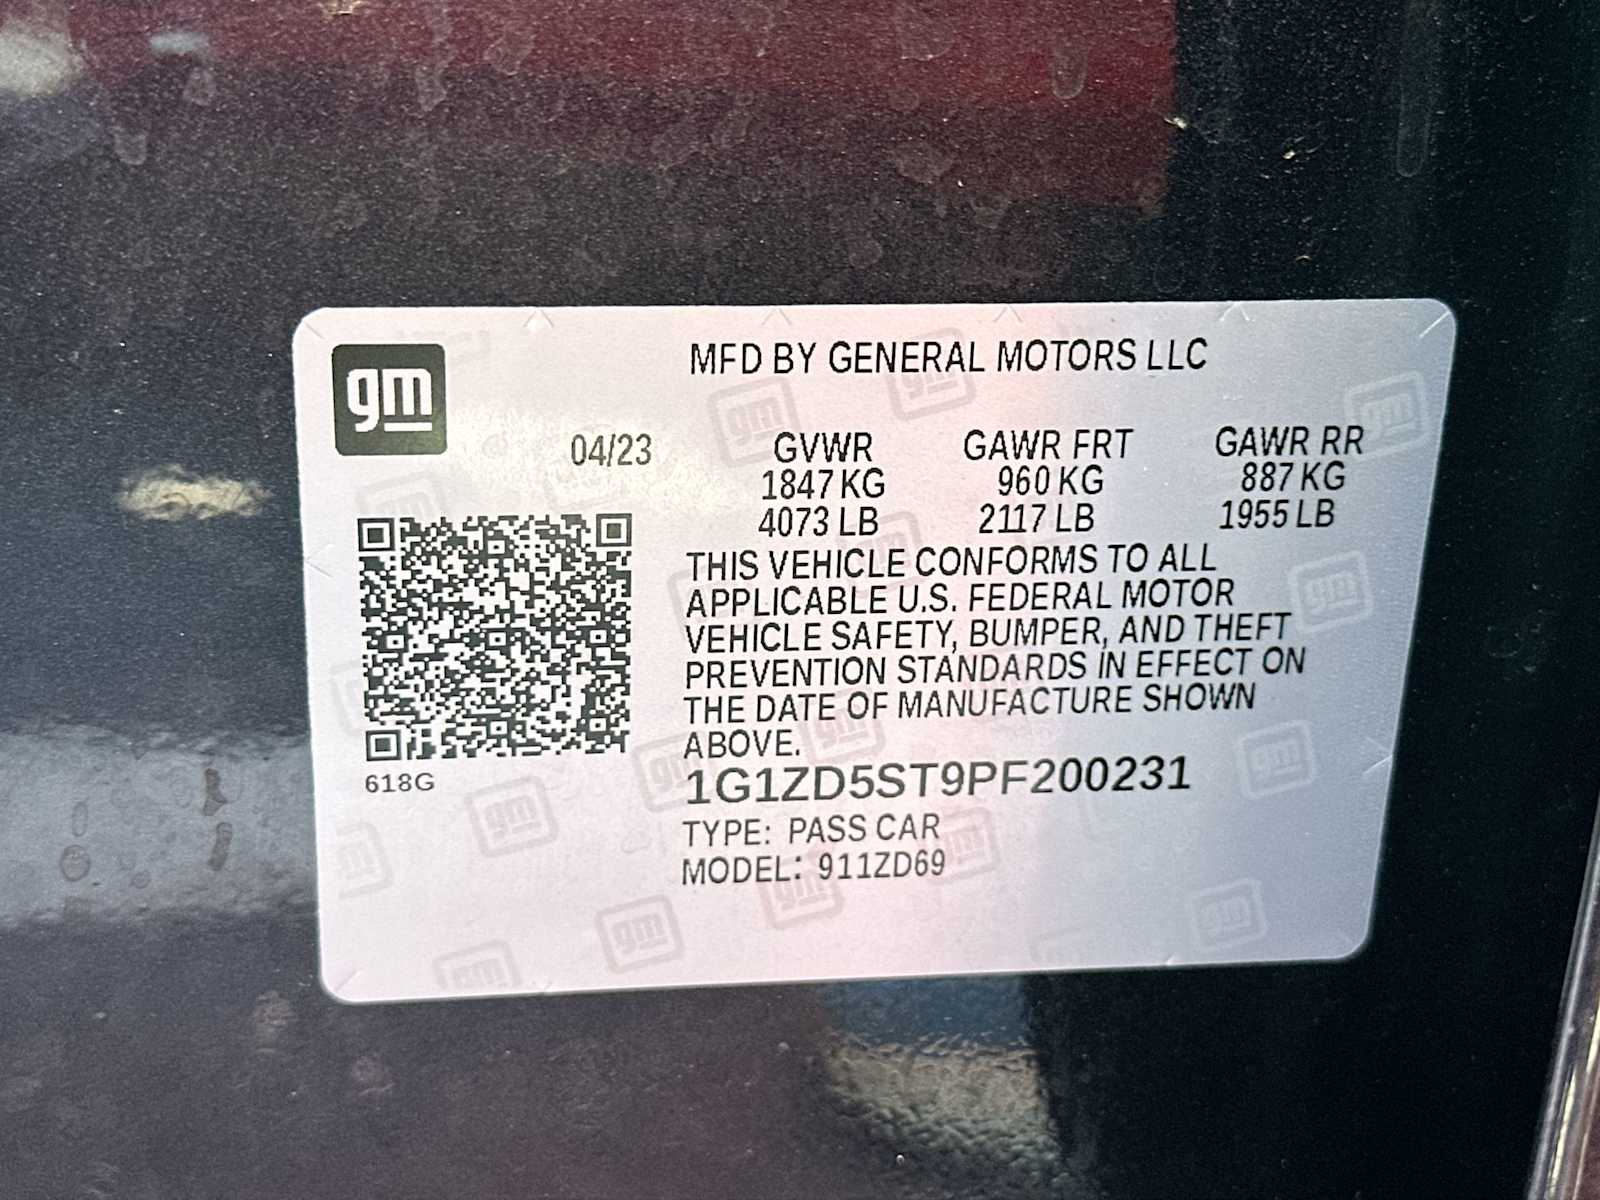 gm
MFD BY GENERAL MOTORS LLC
04/23 GVWR GAWR FRT GAWR RR
1847 KG 960 KG 887 KG
4073 LB 2117 LB 1955 LB
THIS VEHICLE CONFORMS TO ALL
APPLICABLE U.S. FEDERAL MOTOR
VEHICLE SAFETY, BUMPER, AND THEFT
PREVENTION STANDARDS IN EFFECT ON
THE DATE OF MANUFACTURE SHOWN
ABOVE.
618G
1G1ZD5ST9PF200231
TYPE: PASS CAR
MODEL: 911ZD69